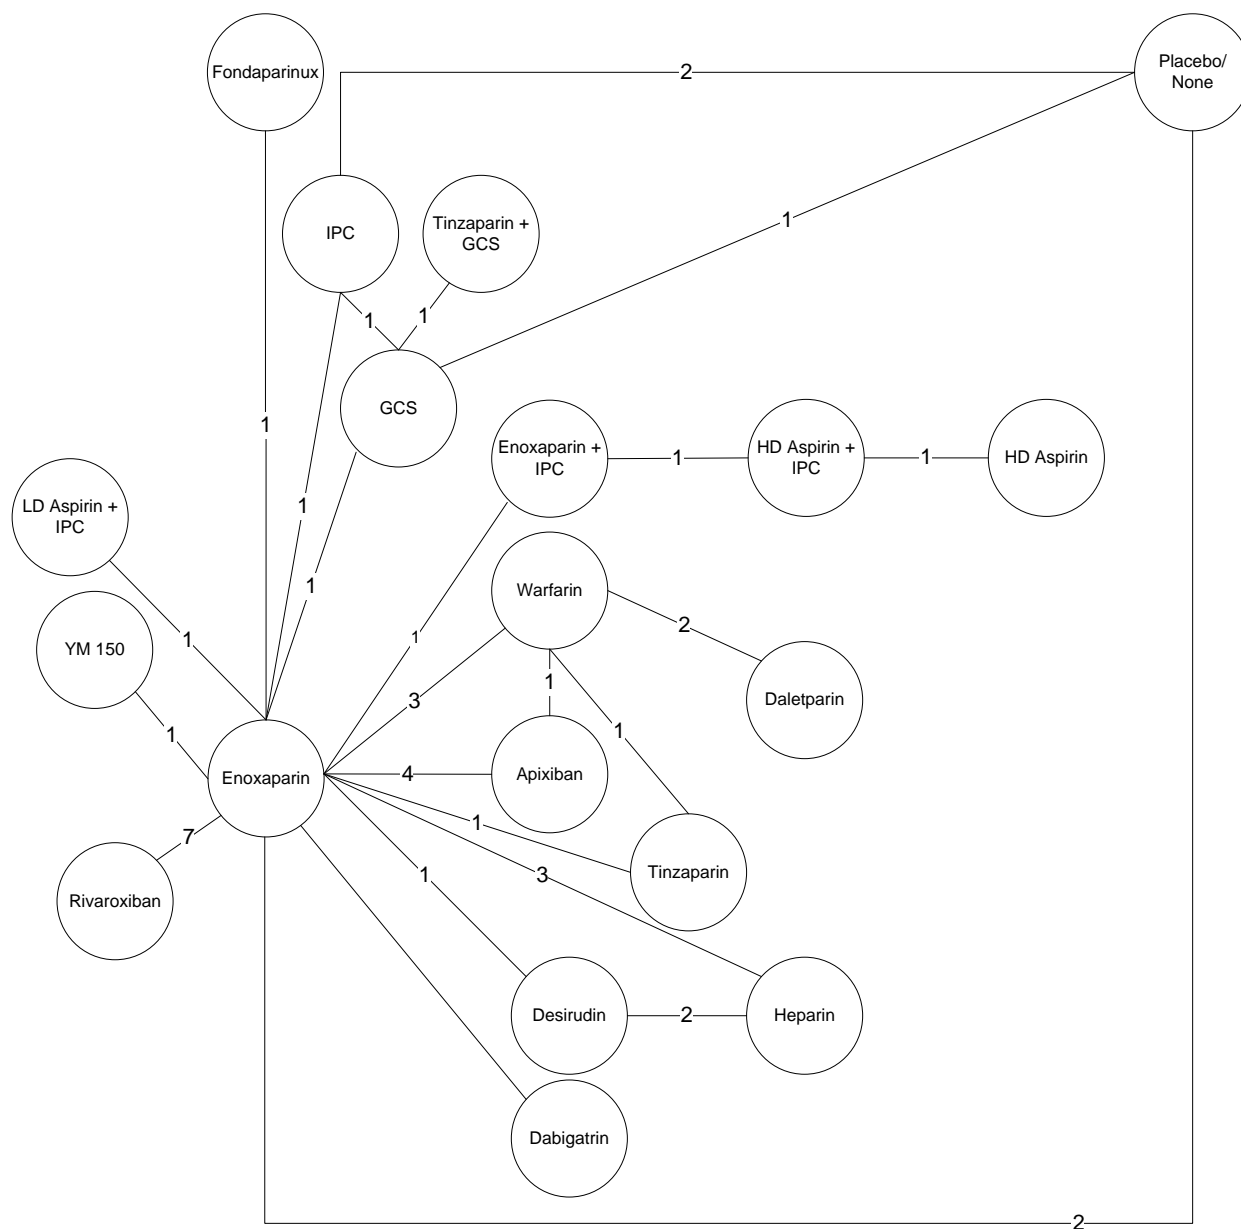 Fondaparinux
Placebo/
None
2
IPC
Tinzaparin +
GCS
1
1
1
GCS
1
Enoxaparin +
IPC
1
HD Aspirin +
IPC
1
HD Aspirin
LD Aspirin +
IPC
1
1
Warfarin
1
YM 150
1
2
3
1
1
Daletparin
1
Enoxaparin
4
Apixiban
1
7
1
3
Tinzaparin
Rivaroxiban
Desirudin
2
Heparin
Dabigatrin
2